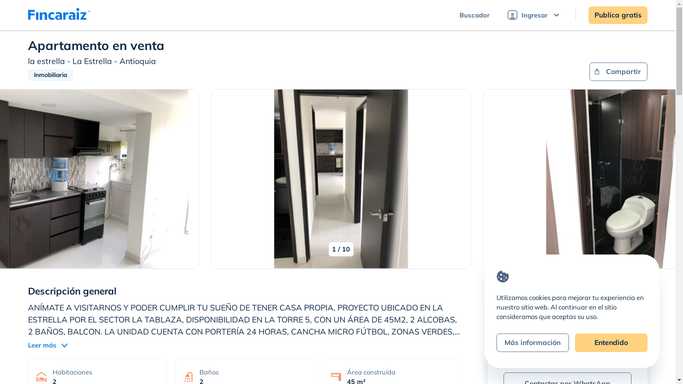 Fincaraiz
Buscador
Ingresar
Publica gratis
Apartamento en venta
la estrella - La Estrella - Antioquia
Inmobiliaria
Compartir
1 / 10
Descripción general
ANÍMATE A VISITARNOS Y PODER CUMPLIR TU SUEÑO DE TENER CASA PROPIA. PROYECTO UBICADO EN LA
ESTRELLA POR EL SECTOR LA TABLAZA, DISPONIBILIDAD EN LA TORRE 5, CON UN ÁREA DE 45M2, 2 ALCOBAS,
2 BAÑOS, BALCON. LA UNIDAD CUENTA CON PORTERÍA 24 HORAS, CANCHA MICRO FÚTBOL, ZONAS VERDES,...
Leer más
Habitaciones
2
Baños
2
Área construida
45 m²
Utilizamos cookies para mejorar tu experiencia en
nuestro sitio web. Al continuar en el sitio
consideramos que aceptas su uso.
Más información
Entendido
Contactar por WhatsApp